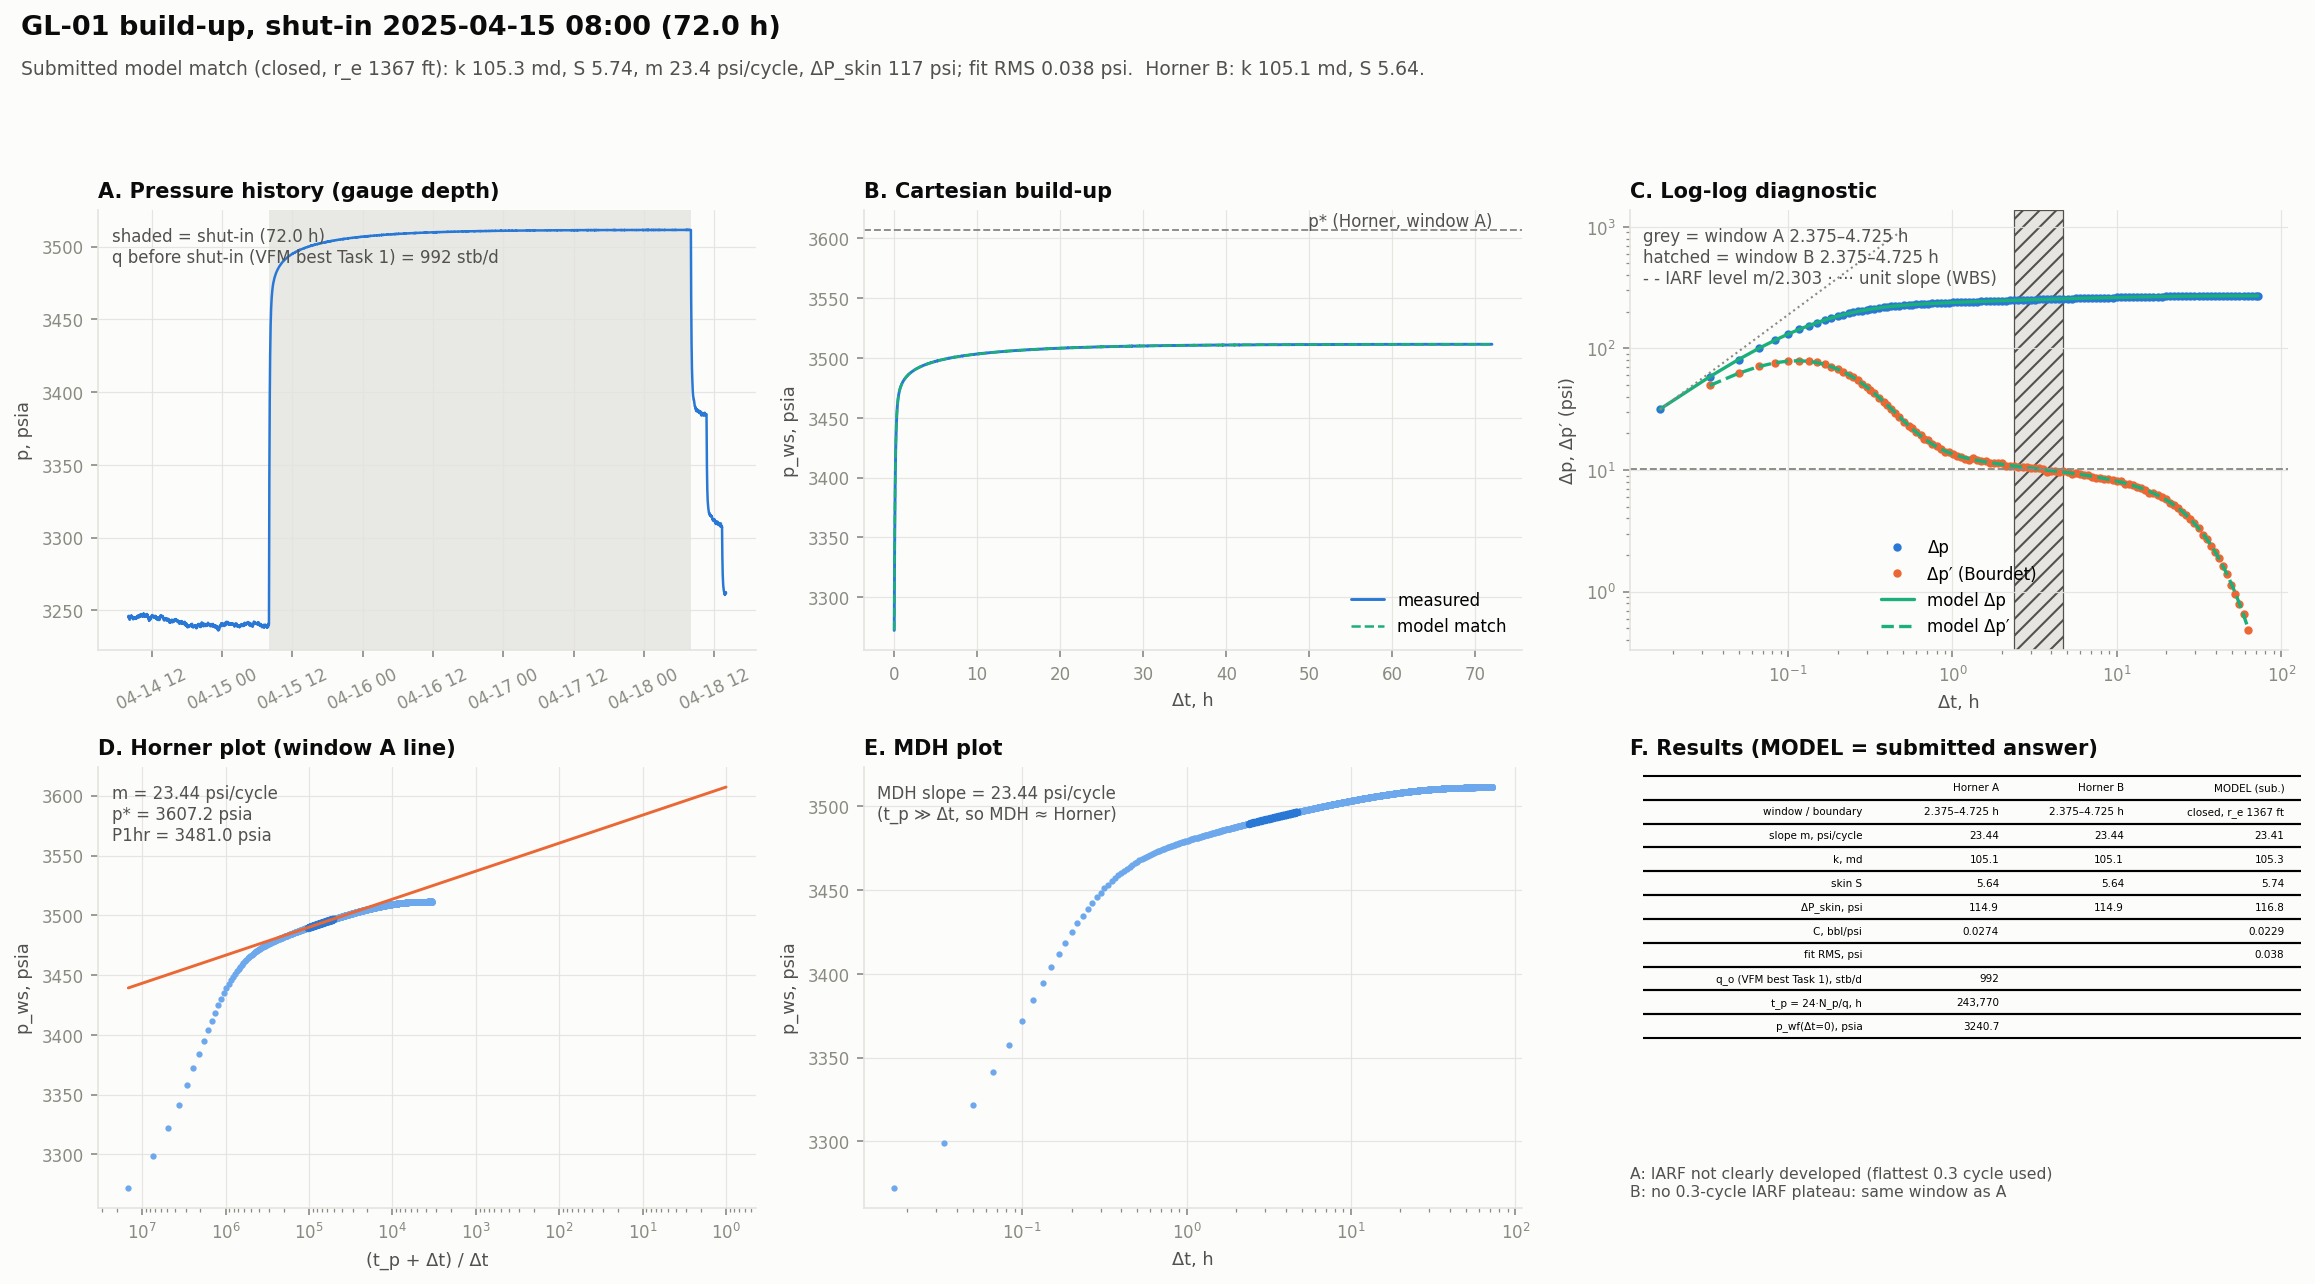 GL-01 build-up, shut-in 2025-04-15 08:00 (72.0 h)
Submitted model match (closed, r_e 1367 ft): k 105.3 md, S 5.74, m 23.4 psi/cycle, ΔP_skin 117 psi; fit RMS 0.038 psi.  Horner B: k 105.1 md, S 5.64.
A. Pressure history (gauge depth)
shaded = shut-in (72.0 h)
q before shut-in (VFM best Task 1) = 992 stb/d
p, psia
3500
3450
3400
3350
3300
3250
04-14 12
04-15 00
04-15 12
04-16 00
04-16 12
04-17 00
04-17 12
04-18 00
04-18 12
B. Cartesian build-up
p* (Horner, window A)
p_ws, psia
3600
3550
3500
3450
3400
3350
3300
measured
model match
0 10 20 30 40 50 60 70
Δt, h
C. Log-log diagnostic
grey = window A 2.375–4.725 h
hatched = window B 2.375–4.725 h
- - IARF level m/2.303 ····· unit slope (WBS)
Δp, Δp′ (psi)
10³
10²
10¹
10⁰
Δp
Δp′ (Bourdet)
model Δp
model Δp′
10⁻¹ 10⁰ 10¹ 10²
Δt, h
D. Horner plot (window A line)
m = 23.44 psi/cycle
p* = 3607.2 psia
P1hr = 3481.0 psia
p_ws, psia
3600
3550
3500
3450
3400
3350
3300
10⁷ 10⁶ 10⁵ 10⁴ 10³ 10² 10¹ 10⁰
(t_p + Δt) / Δt
E. MDH plot
MDH slope = 23.44 psi/cycle
(t_p ≫ Δt, so MDH ≈ Horner)
p_ws, psia
3500
3450
3400
3350
3300
10⁻¹ 10⁰ 10¹ 10²
Δt, h
F. Results (MODEL = submitted answer)
Horner A Horner B MODEL (sub.)
window / boundary 2.375–4.725 h 2.375–4.725 h closed, r_e 1367 ft
slope m, psi/cycle 23.44 23.44 23.41
k, md 105.1 105.1 105.3
skin S 5.64 5.64 5.74
ΔP_skin, psi 114.9 114.9 116.8
C, bbl/psi 0.0274 0.0229
fit RMS, psi 0.038
q_o (VFM best Task 1), stb/d 992
t_p = 24·N_p/q, h 243,770
p_wf(Δt=0), psia 3240.7
A: IARF not clearly developed (flattest 0.3 cycle used)
B: no 0.3-cycle IARF plateau: same window as A